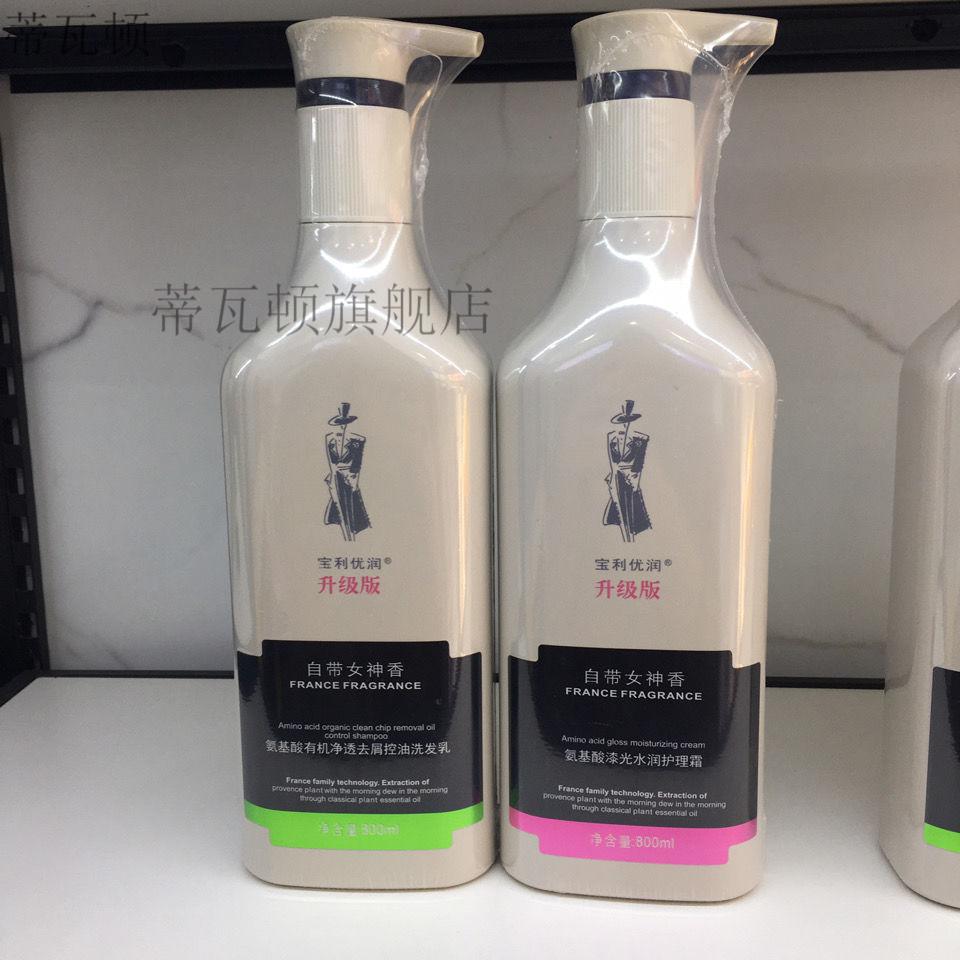 蒂瓦顿
蒂瓦顿旗舰店
宝利优润®
升级版
自带女神香
FRANCE FRAGRANCE
Amino acid organic clean chip removal oil
control shampoo
氨基酸有机净透去屑控油洗发乳
France family technology. Extraction of
provence plant with the morning dew in the morning
through classical plant essential oil
净含量:800ml
宝利优润®
升级版
自带女神香
FRANCE FRAGRANCE
Amino acid gloss moisturizing cream
氨基酸漆光水润护理霜
France family technology. Extraction of
provence plant with the morning dew in the morning
through classical plant essential oil
净含量:800ml